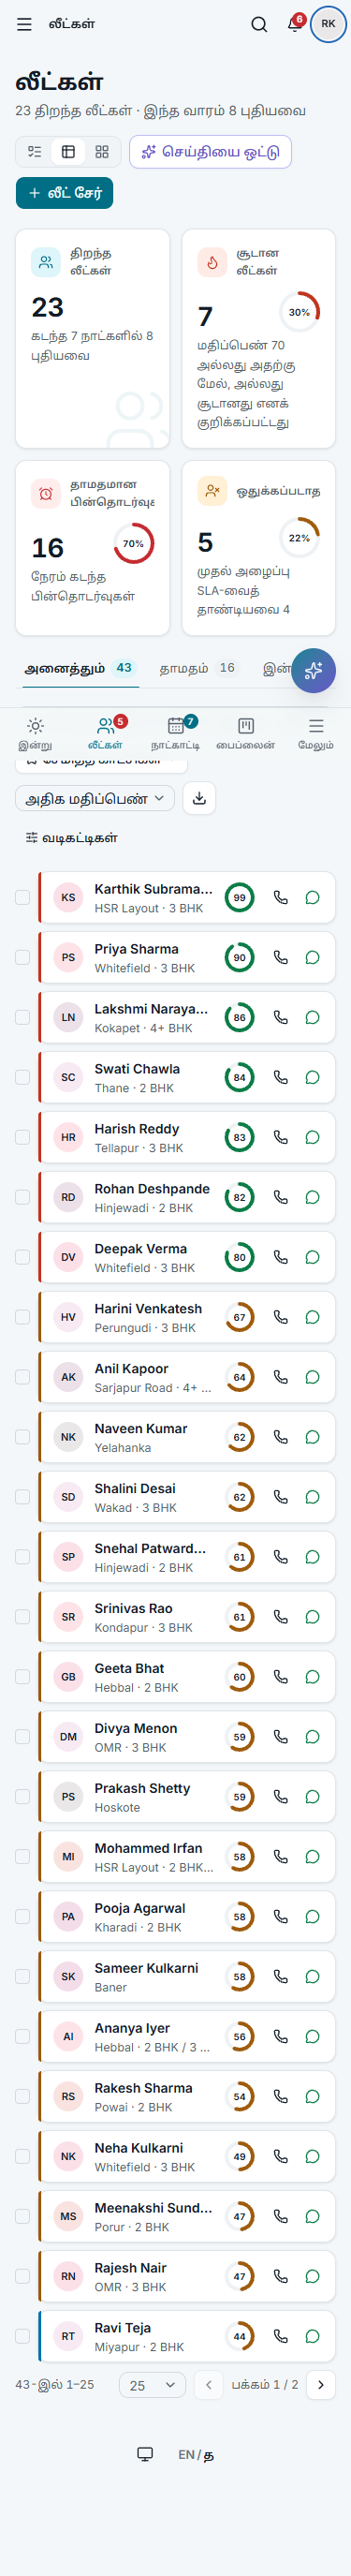 லீட்கள்
6
RK
லீட்கள்
23 திறந்த லீட்கள் · இந்த வாரம் 8 புதியவை
செய்தியை ஒட்டு
+ லீட் சேர்
திறந்த
லீட்கள்
23
கடந்த 7 நாட்களில் 8
புதியவை
சூடான
லீட்கள்
7
30%
மதிப்பெண் 70
அல்லது அதற்கு
மேல், அல்லது
சூடானது எனக்
குறிக்கப்பட்டது
தாமதமான
பின்தொடர்வுக
16
70%
நேரம் கடந்த
பின்தொடர்வுகள்
ஒதுக்கப்படாத
5
22%
முதல் அழைப்பு
SLA-வைத்
தாண்டியவை 4
அனைத்தும் 43
தாமதம் 16
இன்
இன்று
லீட்கள் 5
நாட்காட்டி 7
பைப்லைன்
மேலும்
அதிக மதிப்பெண்
வடிகட்டிகள்
KS Karthik Subrama... 99
HSR Layout · 3 BHK
PS Priya Sharma 90
Whitefield · 3 BHK
LN Lakshmi Naraya... 86
Kokapet · 4+ BHK
SC Swati Chawla 84
Thane · 2 BHK
HR Harish Reddy 83
Tellapur · 3 BHK
RD Rohan Deshpande 82
Hinjewadi · 2 BHK
DV Deepak Verma 80
Whitefield · 3 BHK
HV Harini Venkatesh 67
Perungudi · 3 BHK
AK Anil Kapoor 64
Sarjapur Road · 4+ ...
NK Naveen Kumar 62
Yelahanka
SD Shalini Desai 62
Wakad · 3 BHK
SP Snehal Patward... 61
Hinjewadi · 2 BHK
SR Srinivas Rao 61
Kondapur · 3 BHK
GB Geeta Bhat 60
Hebbal · 2 BHK
DM Divya Menon 59
OMR · 3 BHK
PS Prakash Shetty 59
Hoskote
MI Mohammed Irfan 58
HSR Layout · 2 BHK...
PA Pooja Agarwal 58
Kharadi · 2 BHK
SK Sameer Kulkarni 58
Baner
AI Ananya Iyer 56
Hebbal · 2 BHK / 3 ...
RS Rakesh Sharma 54
Powai · 2 BHK
NK Neha Kulkarni 49
Whitefield · 3 BHK
MS Meenakshi Sund... 47
Porur · 2 BHK
RN Rajesh Nair 47
OMR · 3 BHK
RT Ravi Teja 44
Miyapur · 2 BHK
43-இல் 1–25
25
பக்கம் 1 / 2
EN / த